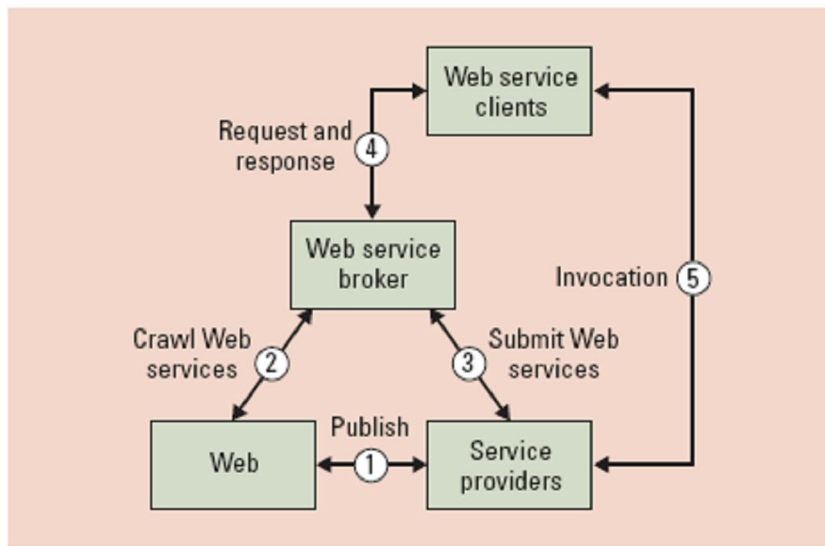 Web service
clients
Request and
response
4
Web service
broker
Invocation
5
Crawl Web
services
2
3
Submit Web
services
Publish
Web
1
Service
providers